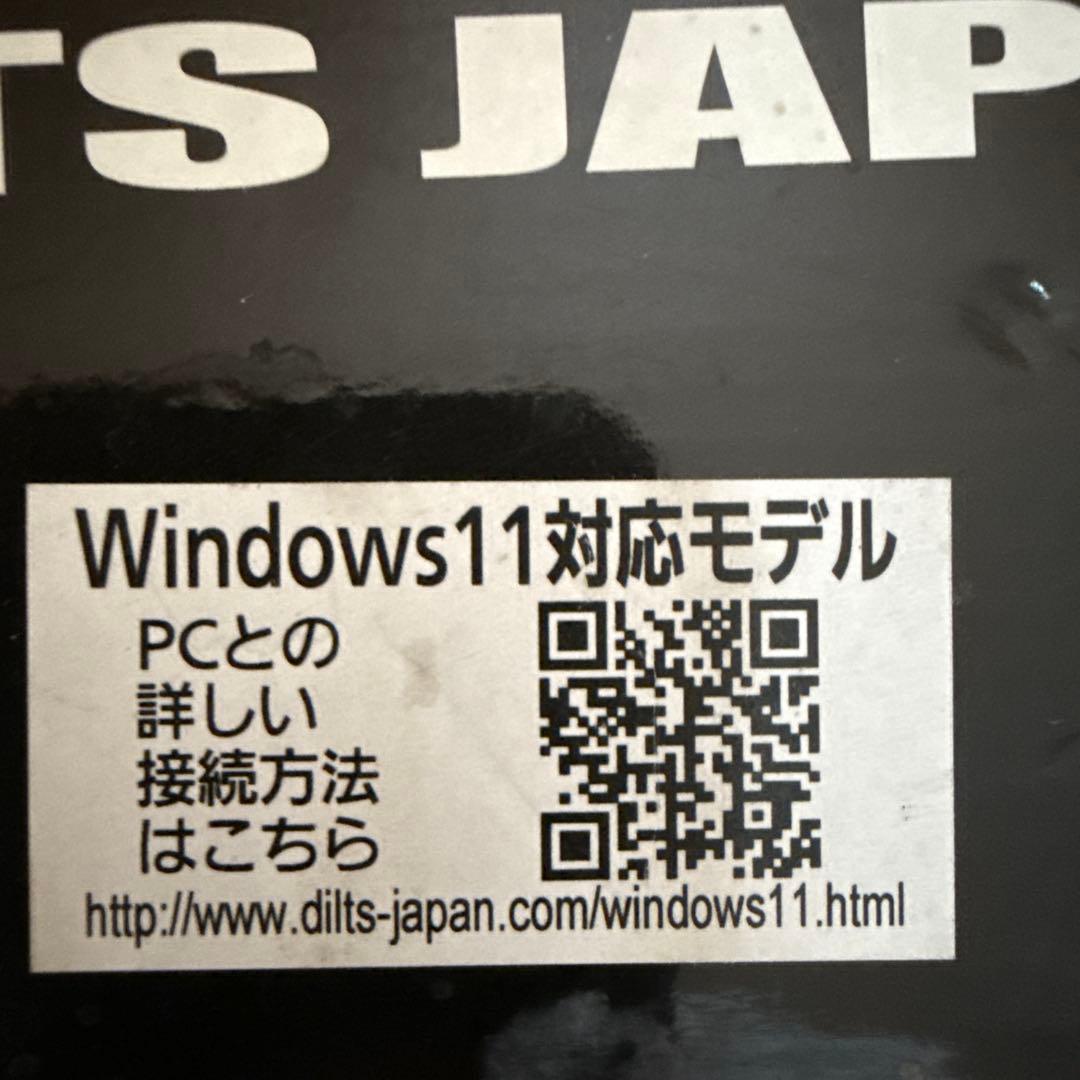 TS JAP
Windows11対応モデル
PCとの
詳しい
接続方法
はこちら
http://www.dilts-japan.com/windows11.html